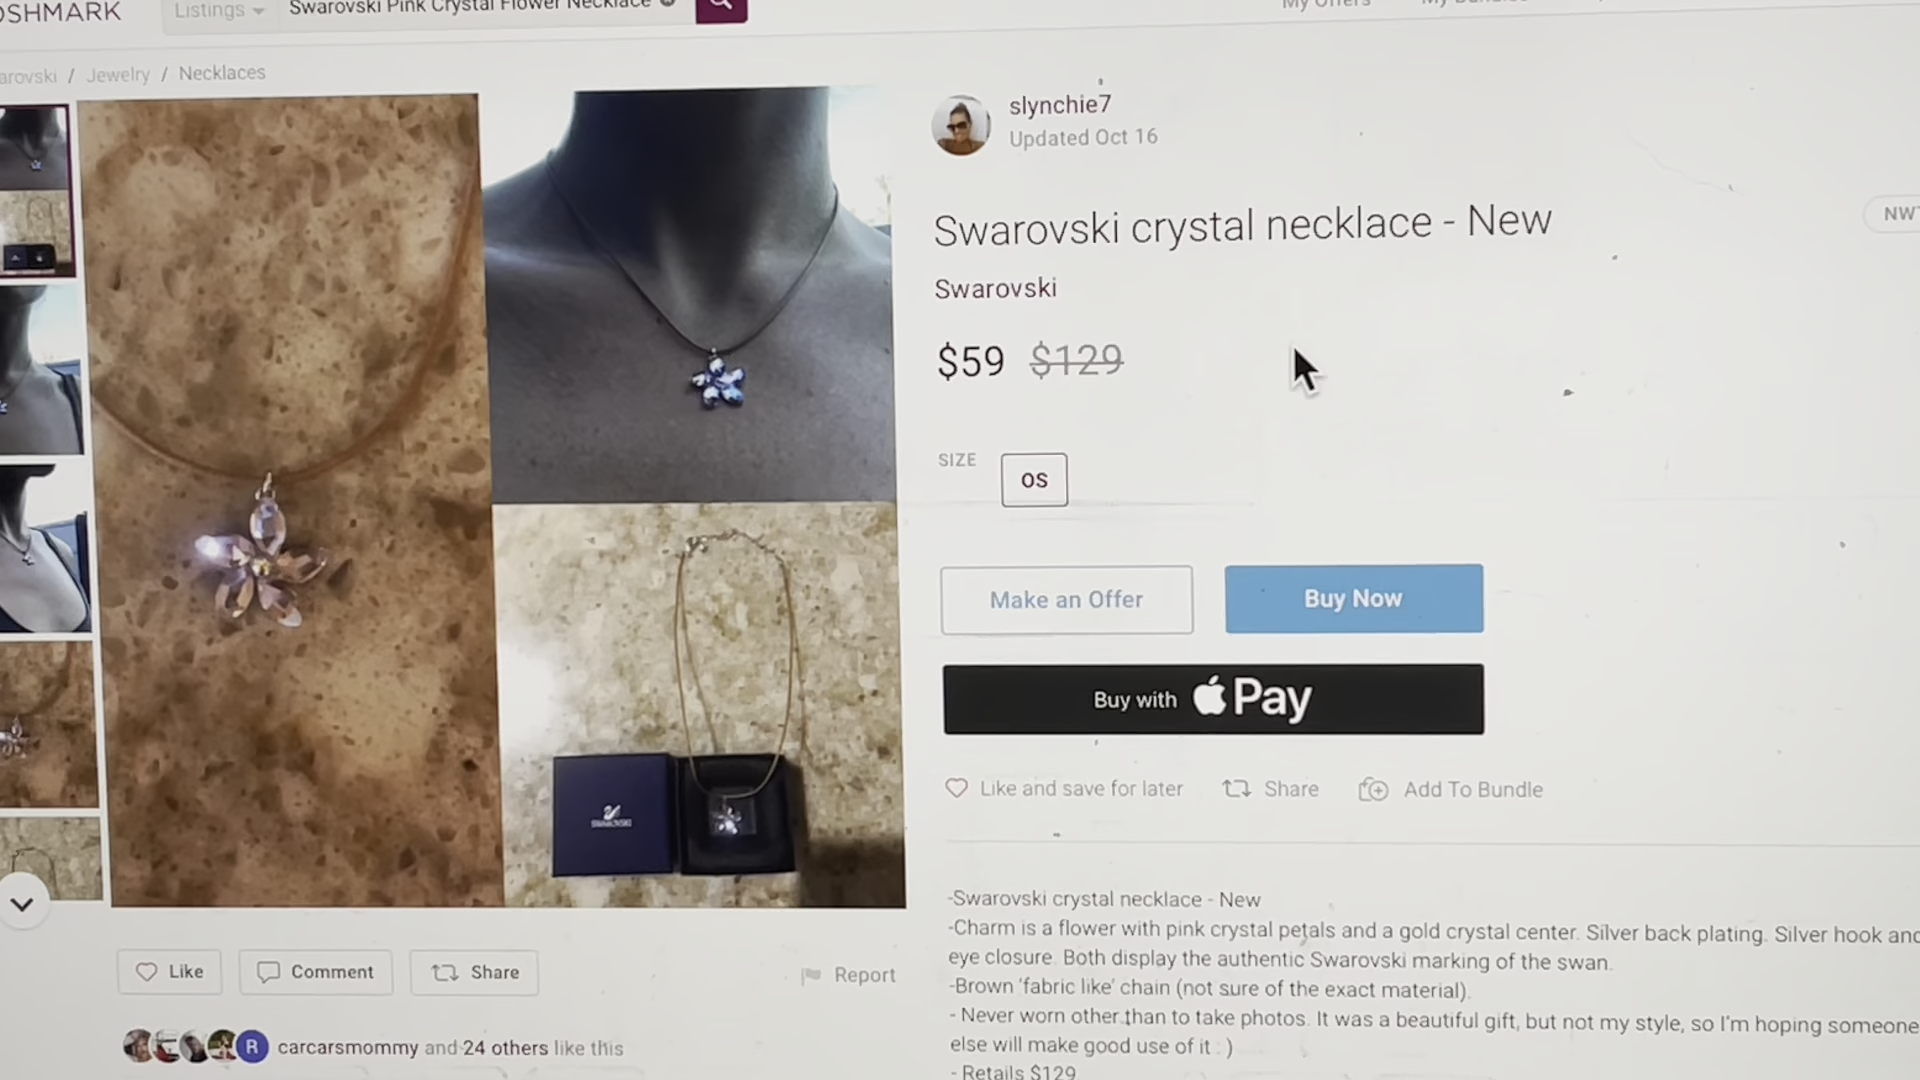 OSHMARK
Listings
Swarovski Pink Crystal Flower Necklace
My Offers
arovski / Jewelry / Necklaces
slynchie7
Updated Oct 16
Swarovski crystal necklace - New
NWT
Swarovski
$59 $129
SIZE
OS
Make an Offer
Buy Now
Buy with Pay
Like and save for later
Share
Add To Bundle
SWAROVSKI
-Swarovski crystal necklace - New
-Charm is a flower with pink crystal petals and a gold crystal center. Silver back plating. Silver hook and
eye closure. Both display the authentic Swarovski marking of the swan.
-Brown 'fabric like' chain (not sure of the exact material).
- Never worn other than to take photos. It was a beautiful gift, but not my style, so I'm hoping someone
else will make good use of it : )
- Retails $129
Like
Comment
Share
Report
R
carcarsmommy and 24 others like this